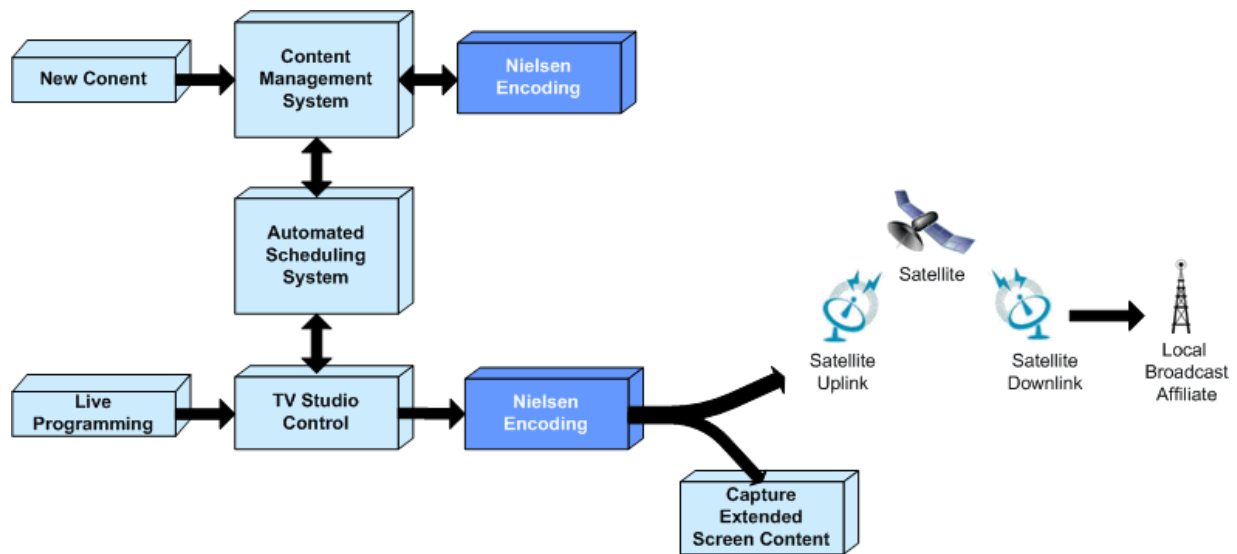 New Conent
Content
Management
System
Nielsen
Encoding
Automated
Scheduling
System
Satellite
Live
Programming
TV Studio
Control
Nielsen
Encoding
Satellite
Uplink
Satellite
Downlink
Local
Broadcast
Affiliate
Capture
Extended
Screen Content